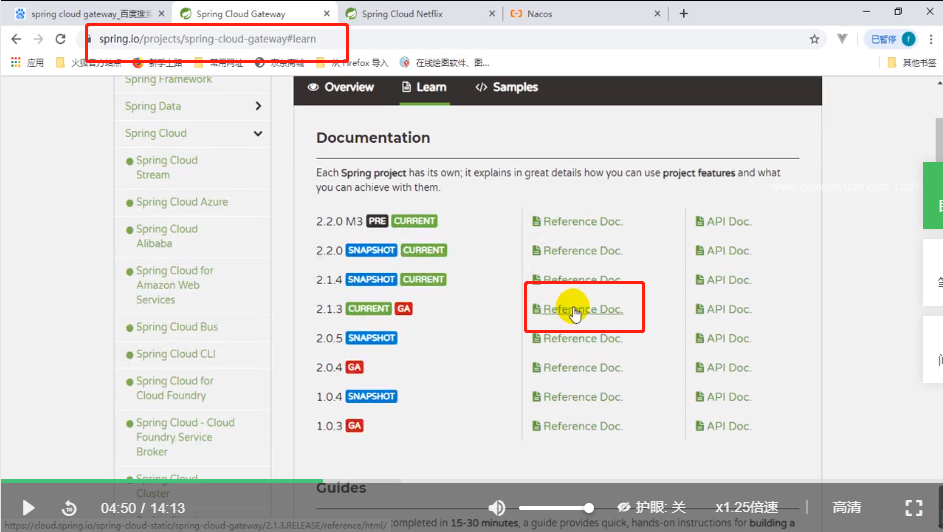 spring cloud gateway_百度搜索
Spring Cloud Gateway
Spring Cloud Netflix
Nacos
spring.io/projects/spring-cloud-gateway#learn
已暂停
应用
火狐官方站点
新手上路
常用网址
京东商城
从 Firefox 导入
在线绘图软件、图...
其他书签
Spring Framework
Spring Data
Spring Cloud
Spring Cloud
Stream
Spring Cloud Azure
Spring Cloud
Alibaba
Spring Cloud for
Amazon Web
Services
Spring Cloud Bus
Spring Cloud CLI
Spring Cloud for
Cloud Foundry
Spring Cloud - Cloud
Foundry Service
Broker
Spring Cloud
Cluster
Overview Learn Samples
Documentation
Each Spring project has its own; it explains in great details how you can use project features and what
you can achieve with them.
2.2.0 M3 PRE CURRENT Reference Doc. API Doc.
2.2.0 SNAPSHOT CURRENT Reference Doc. API Doc.
2.1.4 SNAPSHOT CURRENT Reference Doc. API Doc.
2.1.3 CURRENT GA Reference Doc. API Doc.
2.0.5 SNAPSHOT Reference Doc. API Doc.
2.0.4 GA Reference Doc. API Doc.
1.0.4 SNAPSHOT Reference Doc. API Doc.
1.0.3 GA Reference Doc. API Doc.
Guides
04:50 / 14:13
护眼: 关
x1.25倍速
高清
https://cloud.spring.io/spring-cloud-static/spring-cloud-gateway/2.1.3.RELEASE/reference/html/
completed in 15-30 minutes, a guide provides quick, hands-on instructions for building a